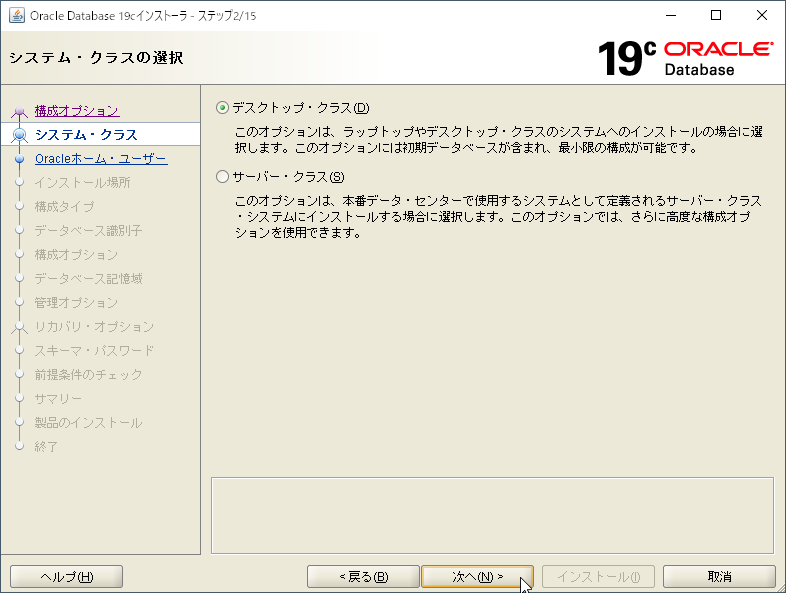 Oracle Database 19cインストーラ - ステップ2/15
システム・クラスの選択
19c ORACLE
Database
構成オプション
システム・クラス
Oracleホーム・ユーザー
インストール場所
構成タイプ
データベース識別子
構成オプション
データベース記憶域
管理オプション
リカバリ・オプション
スキーマ・パスワード
前提条件のチェック
サマリー
製品のインストール
終了
デスクトップ・クラス(D)
このオプションは、ラップトップやデスクトップ・クラスのシステムへのインストールの場合に選
択します。このオプションには初期データベースが含まれ、最小限の構成が可能です。
サーバー・クラス(S)
このオプションは、本番データ・センターで使用するシステムとして定義されるサーバー・クラス
・システムにインストールする場合に選択します。このオプションでは、さらに高度な構成オプ
ションを使用できます。
ヘルプ(H)
< 戻る(B)
次へ(N) >
インストール(I)
取消